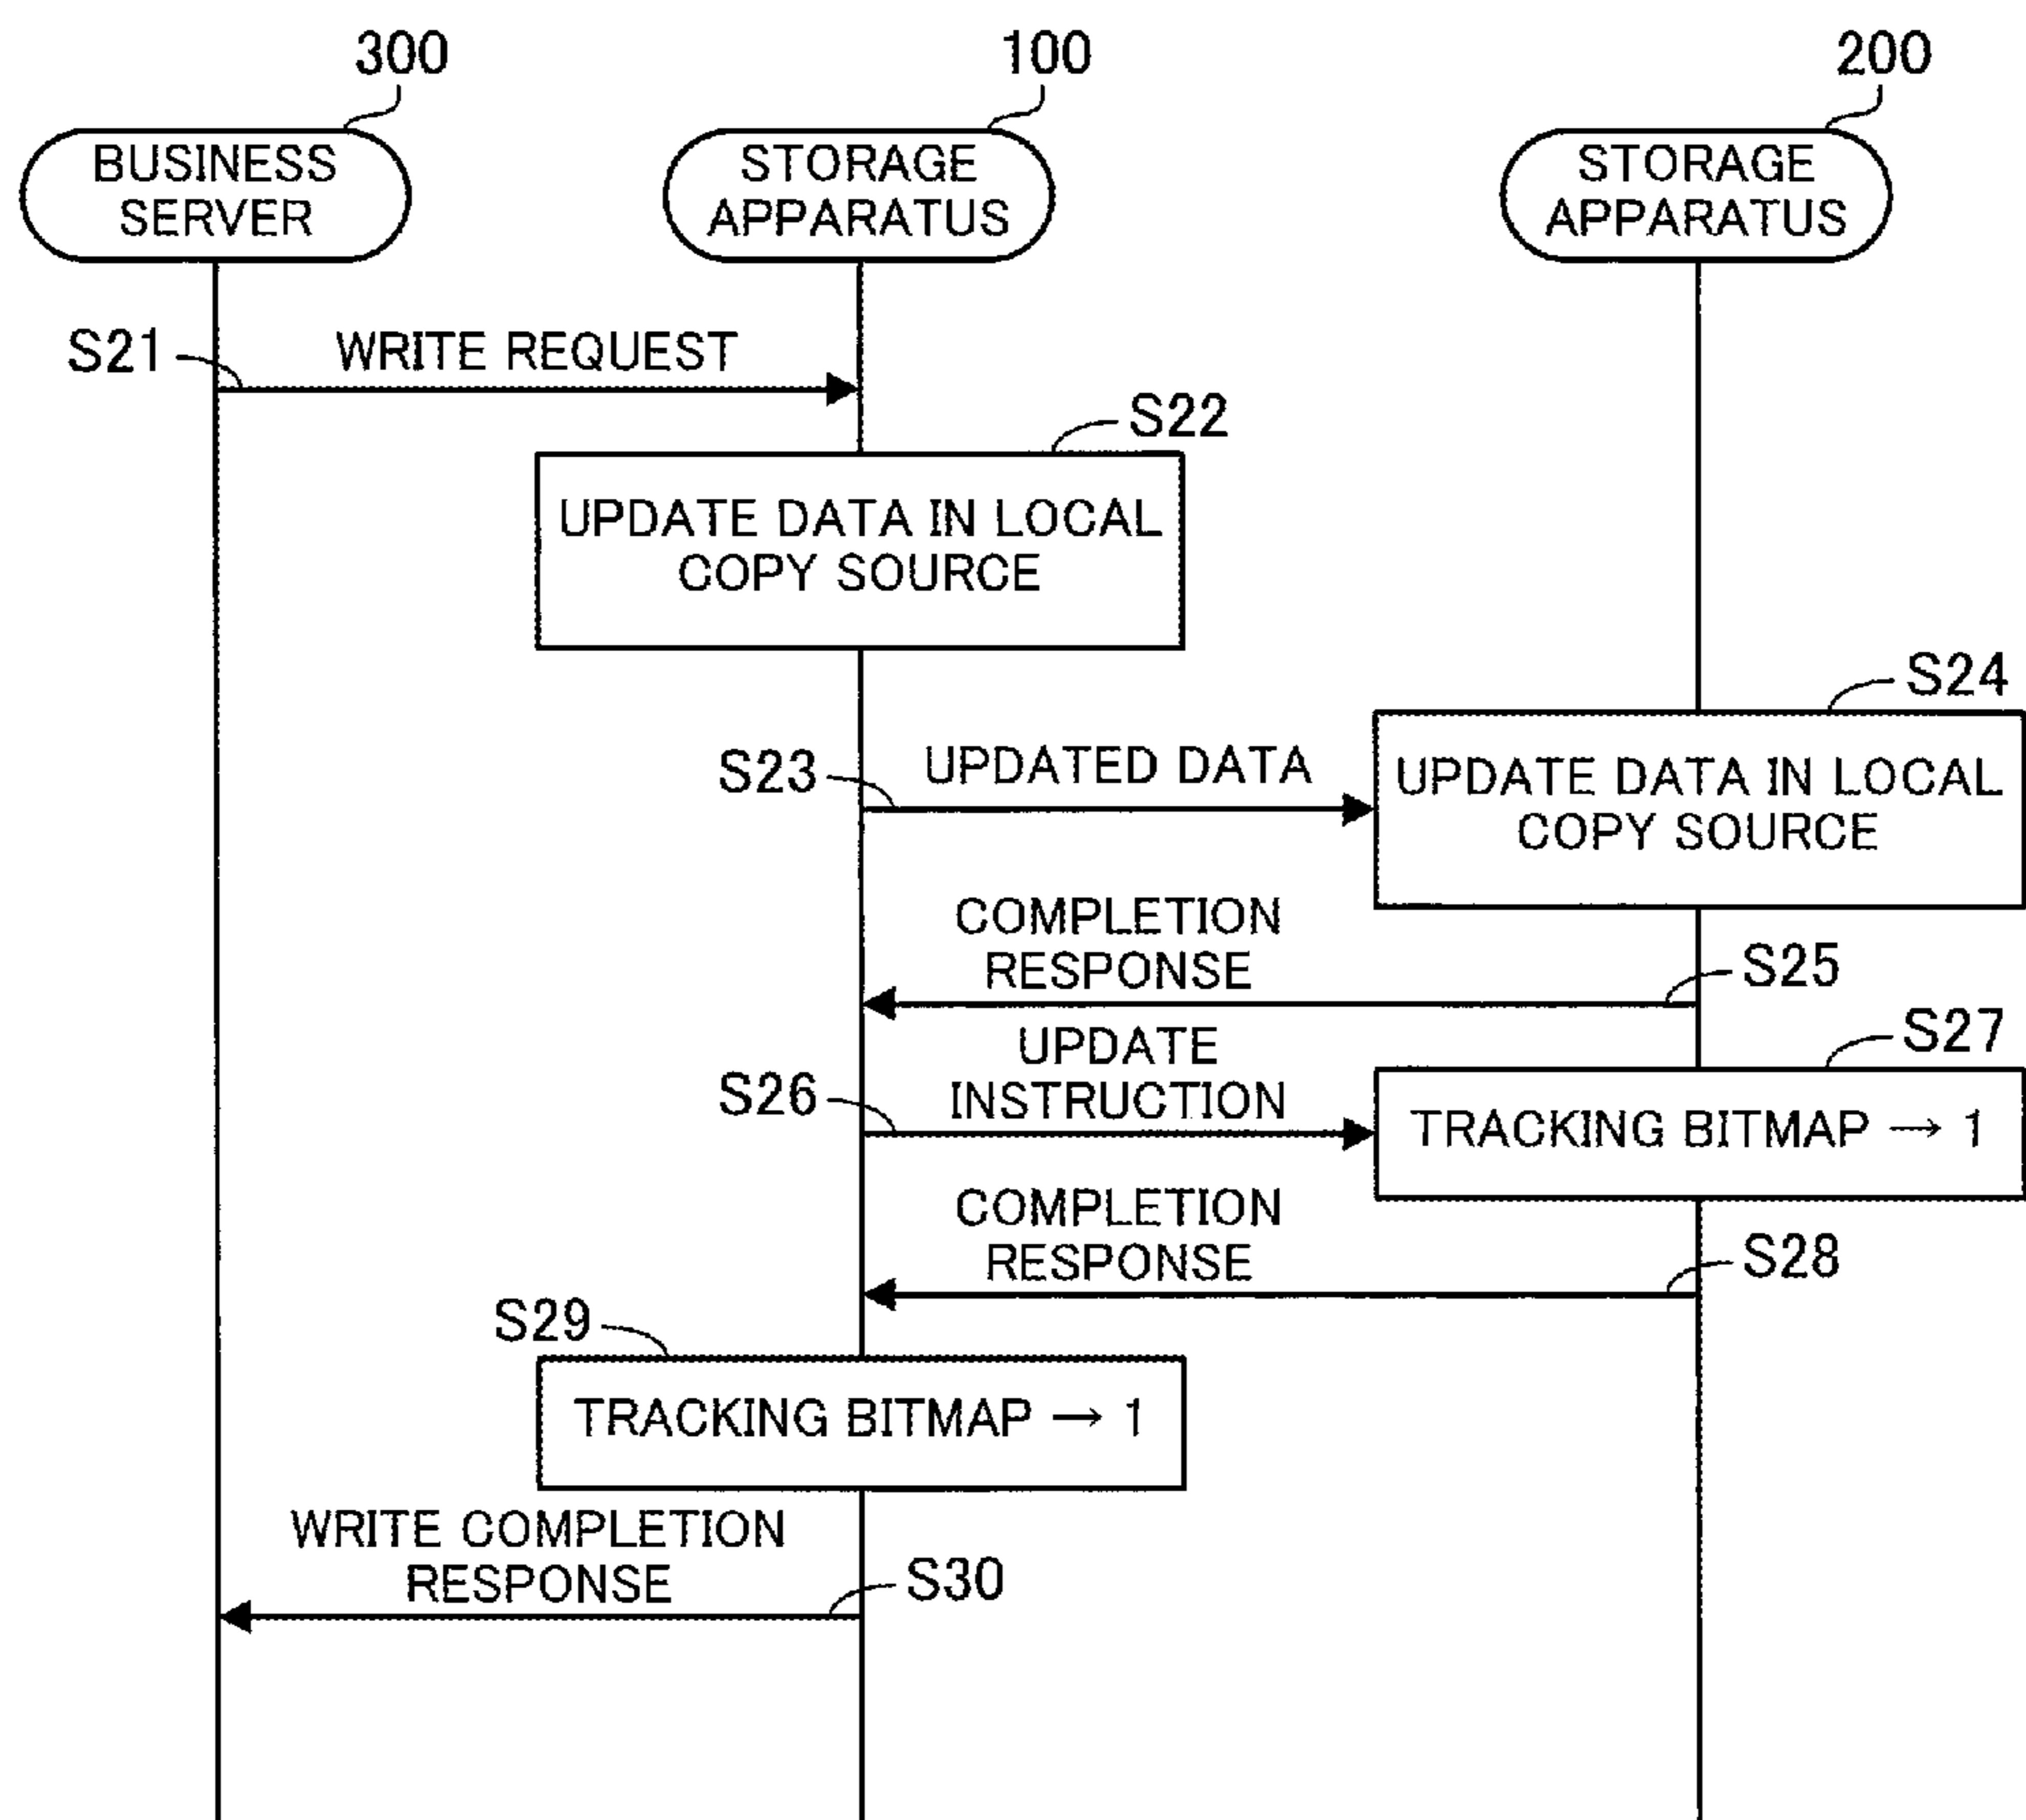 300
100
200
BUSINESS
SERVER
STORAGE
APPARATUS
STORAGE
APPARATUS
S21
WRITE REQUEST
S22
UPDATE DATA IN LOCAL
COPY SOURCE
S24
S23
UPDATED DATA
UPDATE DATA IN LOCAL
COPY SOURCE
COMPLETION
RESPONSE
S25
UPDATE
INSTRUCTION
S26
S27
TRACKING BITMAP → 1
COMPLETION
RESPONSE
S28
S29
TRACKING BITMAP → 1
WRITE COMPLETION
RESPONSE
S30